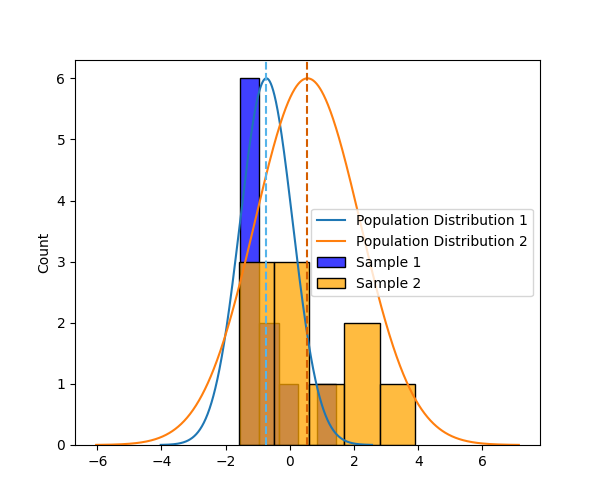 6
5
4
3
2
1
0
Count
Population Distribution 1
Population Distribution 2
Sample 1
Sample 2
−6 −4 −2 0 2 4 6